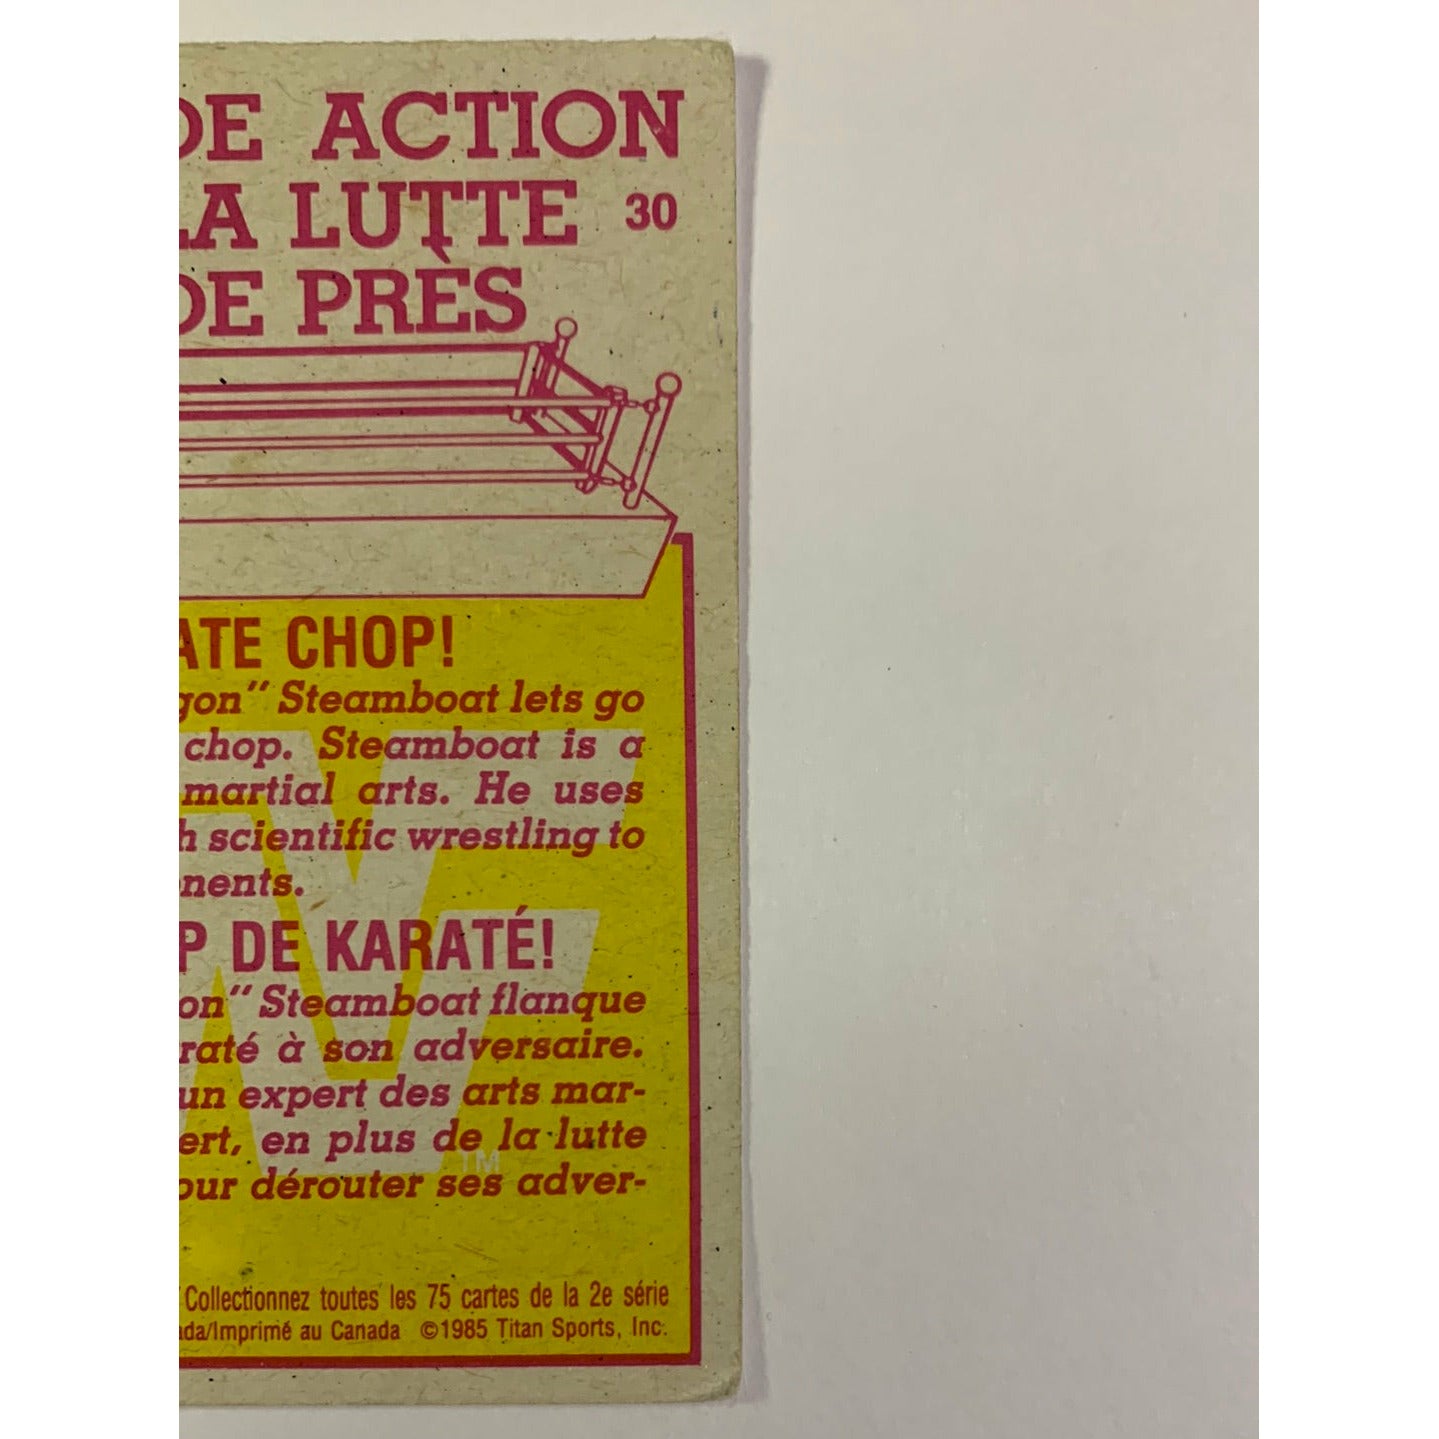 DE ACTION
LA LUTTE 30
DE PRÈS
ATE CHOP!
gon" Steamboat lets go
chop. Steamboat is a
martial arts. He uses
h scientific wrestling to
nents.
P DE KARATÉ!
on" Steamboat flanque
raté à son adversaire.
un expert des arts mar-
ert, en plus de la lutte
our dérouter ses adver-
TM
Collectionnez toutes les 75 cartes de la 2e série
ada/Imprimé au Canada ©1985 Titan Sports, Inc.